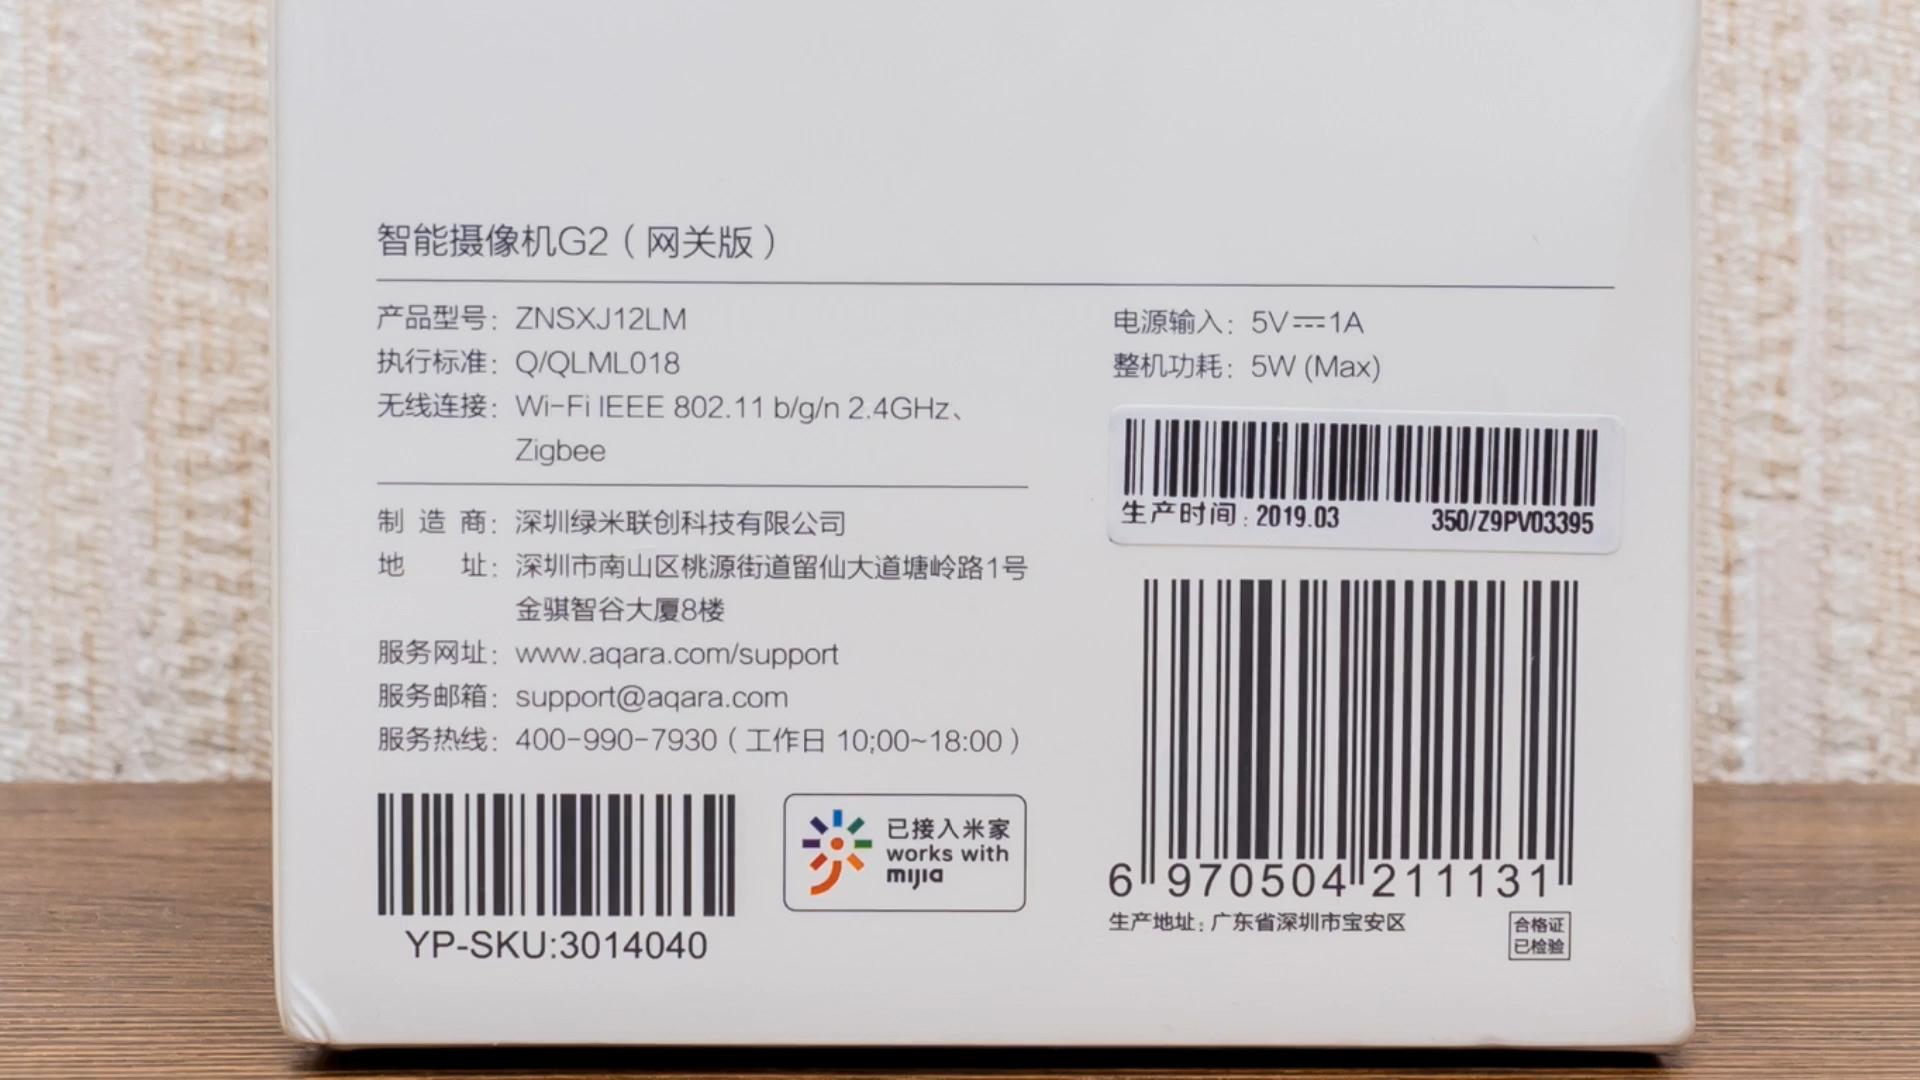 智能摄像机G2（网关版）
产品型号：ZNSXJ12LM
执行标准：Q/QLML018
无线连接：Wi-Fi IEEE 802.11 b/g/n 2.4GHz、
Zigbee
电源输入：5V⎓1A
整机功耗：5W (Max)
生产时间：2019.03 350/Z9PV03395
制造商：深圳绿米联创科技有限公司
地址：深圳市南山区桃源街道留仙大道塘岭路1号
金骐智谷大厦8楼
服务网址：www.aqara.com/support
服务邮箱：support@aqara.com
服务热线：400-990-7930（工作日 10;00~18:00）
YP-SKU:3014040
已接入米家
works with
mijia
6 970504 211131
生产地址：广东省深圳市宝安区
合格证
已检验